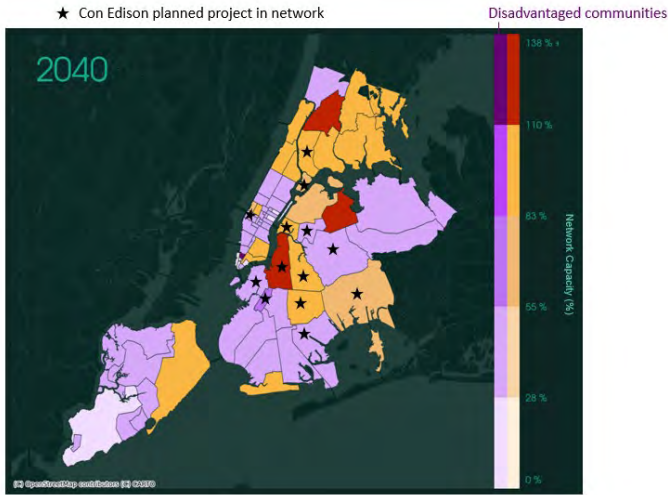 ★ Con Edison planned project in network
Disadvantaged communities
2040
138 % +
110 %
83 %
55 %
28 %
0 %
Network Capacity (%)
(C) OpenStreetMap contributors (C) CARTO